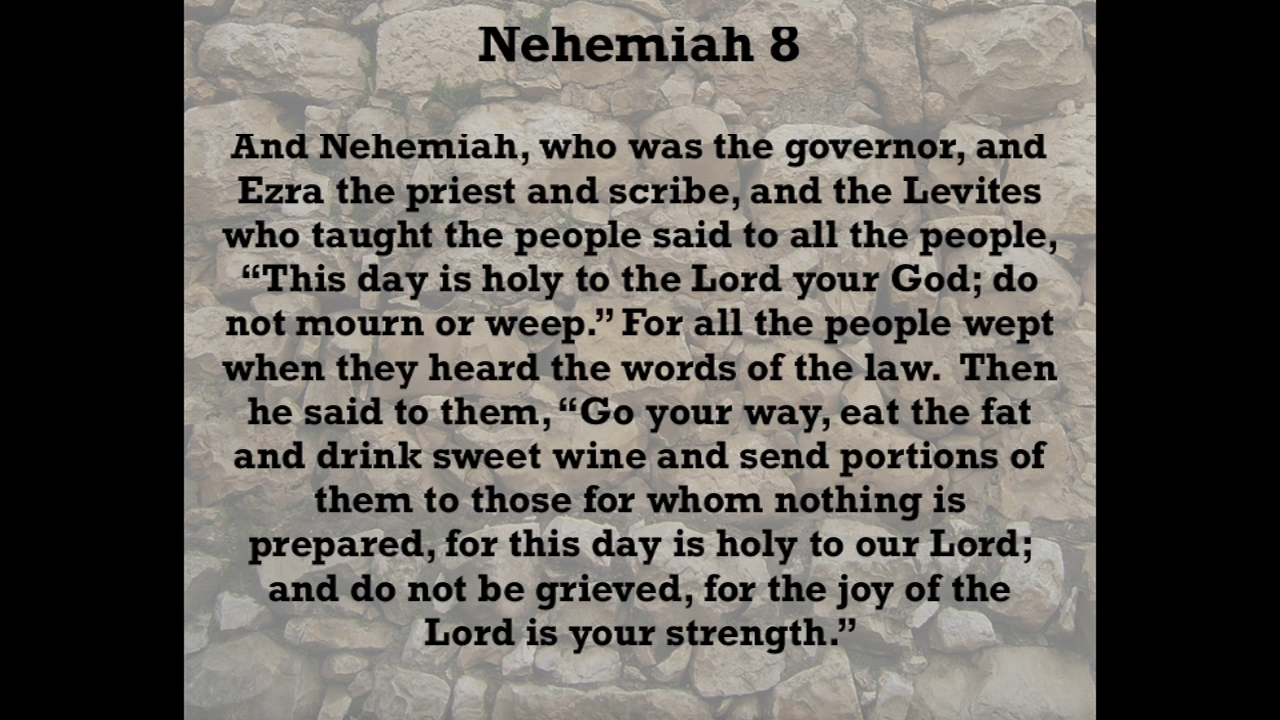 Nehemiah 8
And Nehemiah, who was the governor, and
Ezra the priest and scribe, and the Levites
who taught the people said to all the people,
“This day is holy to the Lord your God; do
not mourn or weep.” For all the people wept
when they heard the words of the law.  Then
he said to them, “Go your way, eat the fat
and drink sweet wine and send portions of
them to those for whom nothing is
prepared, for this day is holy to our Lord;
and do not be grieved, for the joy of the
Lord is your strength.”